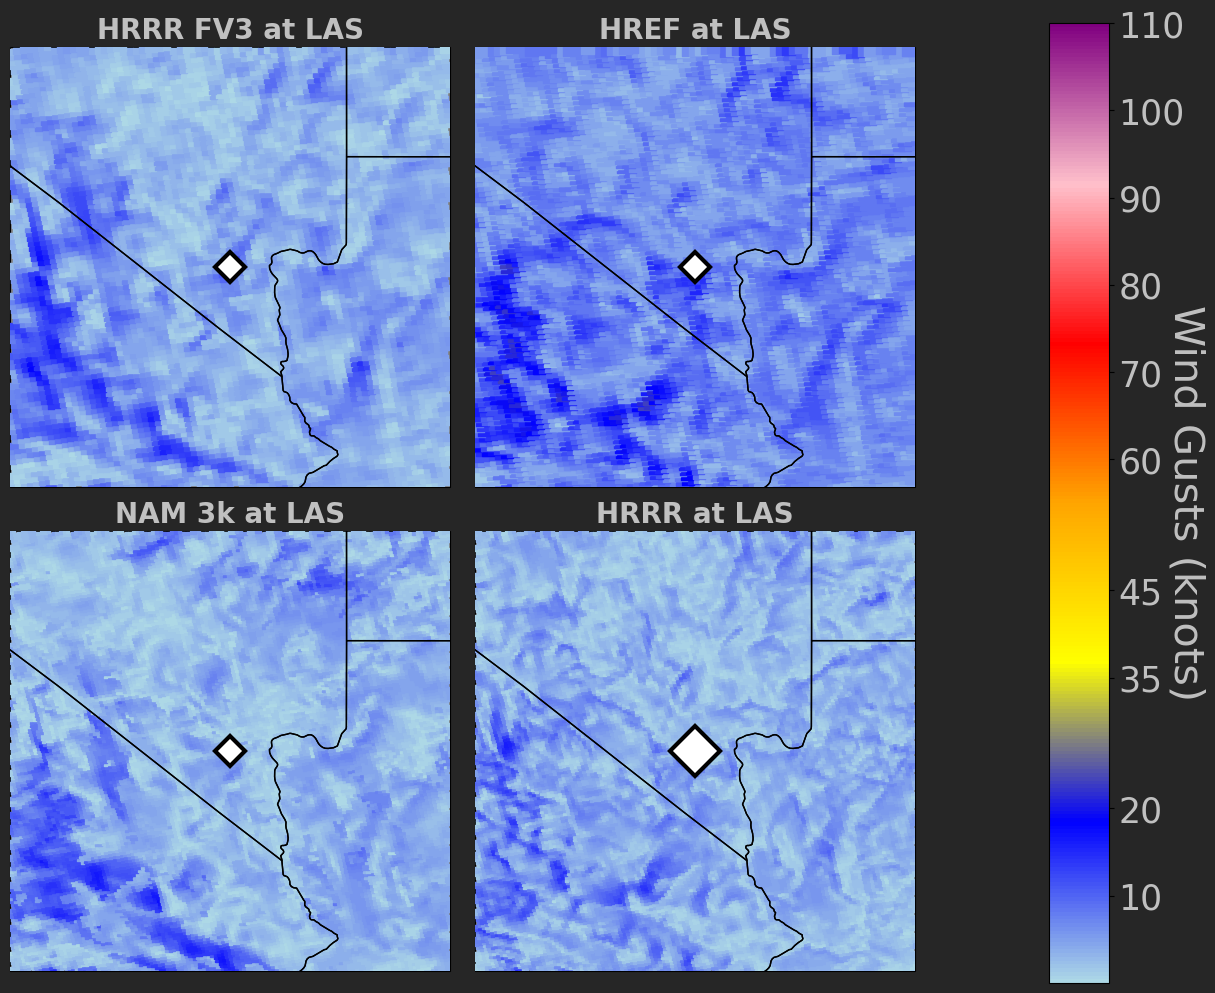 HRRR FV3 at LAS
HREF at LAS
NAM 3k at LAS
HRRR at LAS
110
100
90
80
70
60
45
35
20
10
Wind Gusts (knots)